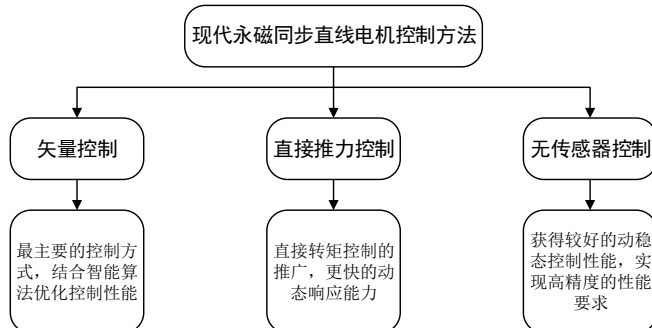 现代永磁同步直线电机控制方法
矢量控制
直接推力控制
无传感器控制
最主要的控制方
式，结合智能算
法优化控制性能
直接转矩控制的
推广，更快的动
态响应能力
获得较好的动稳
态控制性能，实
现高精度的性能
要求